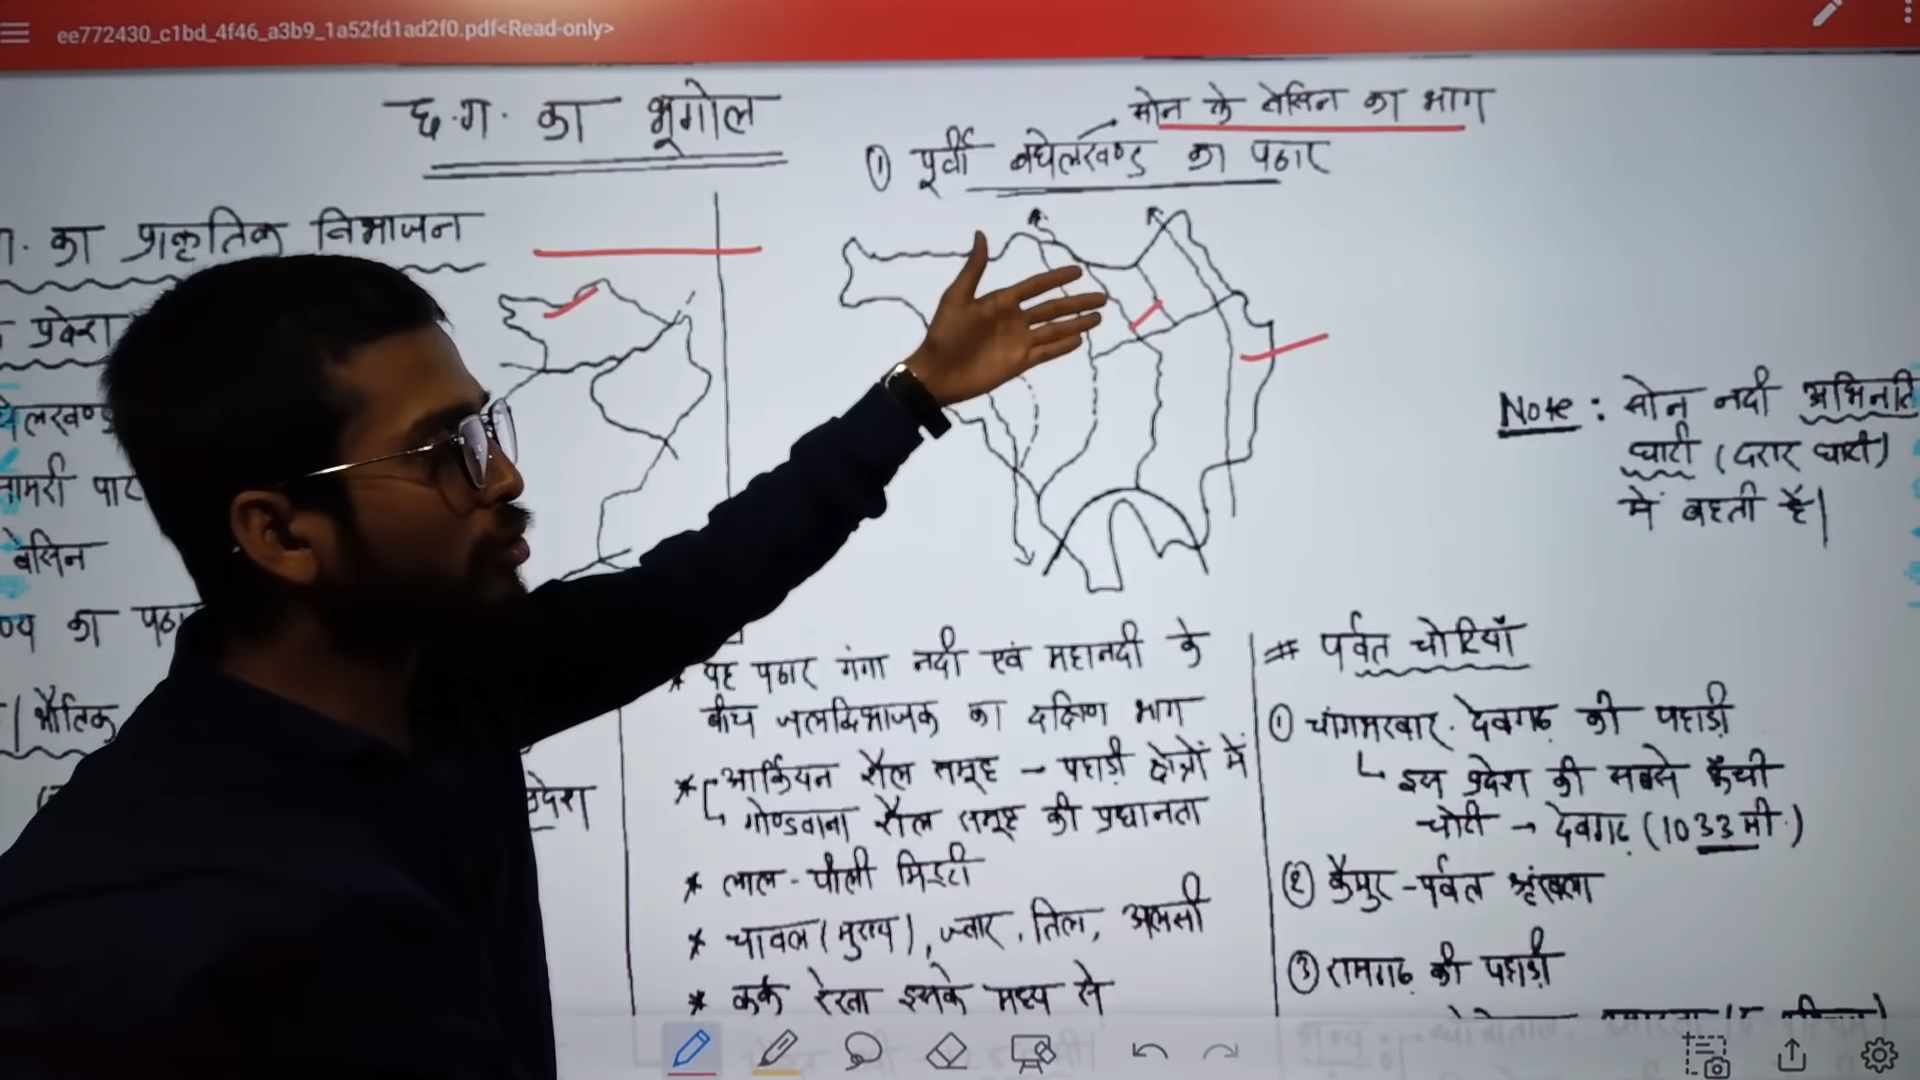 ee772430_c1bd_4f46_a3b9_1a52fd1ad2f0.pdf<Read-only>
छ.ग. का भूगोल
ग. का प्राकृतिक विभाजन
प्रदेश
पाट
बेसिन
का पठा
भौतिक
सोन के बेसिन का भाग
① पूर्वी बघेलखण्ड का पठार
Note : सोन नदी अभिनति
घाटी (दरार घाटी)
में बहती है|
* यह पठार गंगा नदी एवं महानदी के
बीच जलविभाजक का दक्षिण भाग
* आर्कियन शैल समूह → पहाड़ी क्षेत्रों में
गोण्डवाना शैल समूह की प्रधानता
* लाल - पीली मिट्टी
* चावल (मुख्य), ज्वार, तिल, अलसी
* कर्क रेखा इसके मध्य से
# पर्वत चोटियाँ
① चांगभखार. देवगढ़ की पहाड़ी
इस प्रदेश की सबसे ऊँची
चोटी → देवगढ़ (1033 मी.)
② कैमुर - पर्वत श्रृंखला
③ रामगढ़ की पहाड़ी